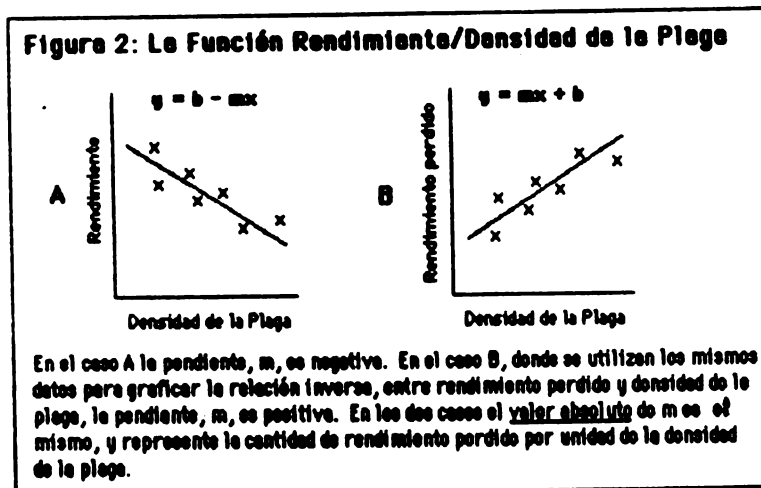 Figura 2: La Función Rendimiento/Densidad de la Plaga
y = b - mx
A
Rendimiento
Densidad de la Plaga
y = mx + b
B
Rendimiento perdido
Densidad de la Plaga
En el caso A la pendiente, m, es negativa. En el caso B, donde se utilizan los mismos
datos para graficar la relación inversa, entre rendimiento perdido y densidad de la
plaga, la pendiente, m, es positiva. En los dos casos el valor absoluto de m es el
mismo, y representa la cantidad de rendimiento perdido por unidad de la densidad
de la plaga.